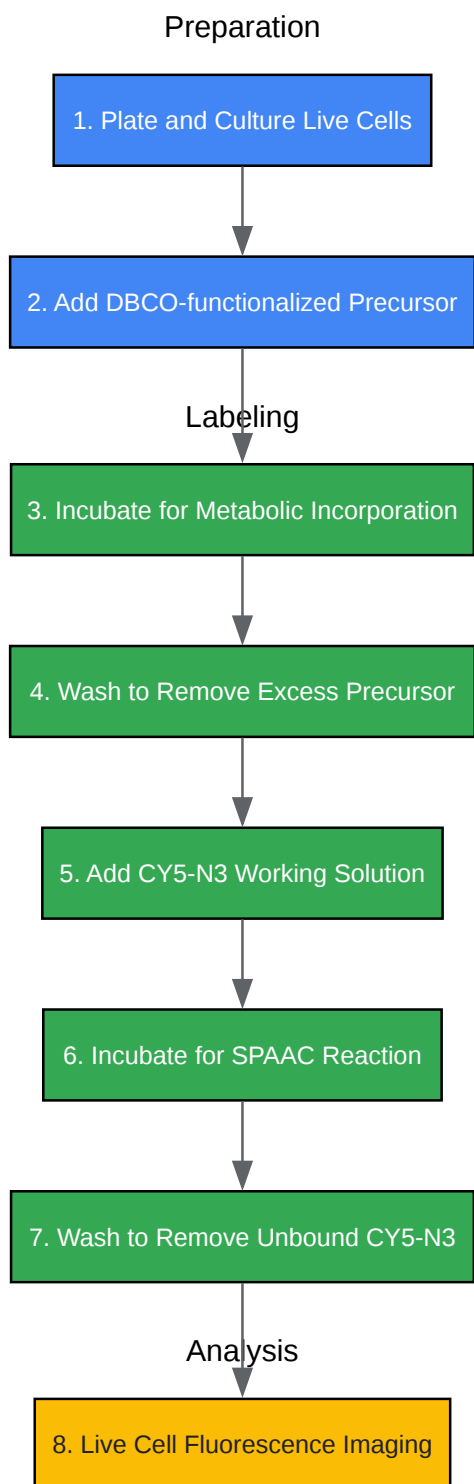 Preparation
1. Plate and Culture Live Cells
2. Add DBCO-functionalized Precursor
Labeling
3. Incubate for Metabolic Incorporation
4. Wash to Remove Excess Precursor
5. Add CY5-N3 Working Solution
6. Incubate for SPAAC Reaction
7. Wash to Remove Unbound CY5-N3
Analysis
8. Live Cell Fluorescence Imaging